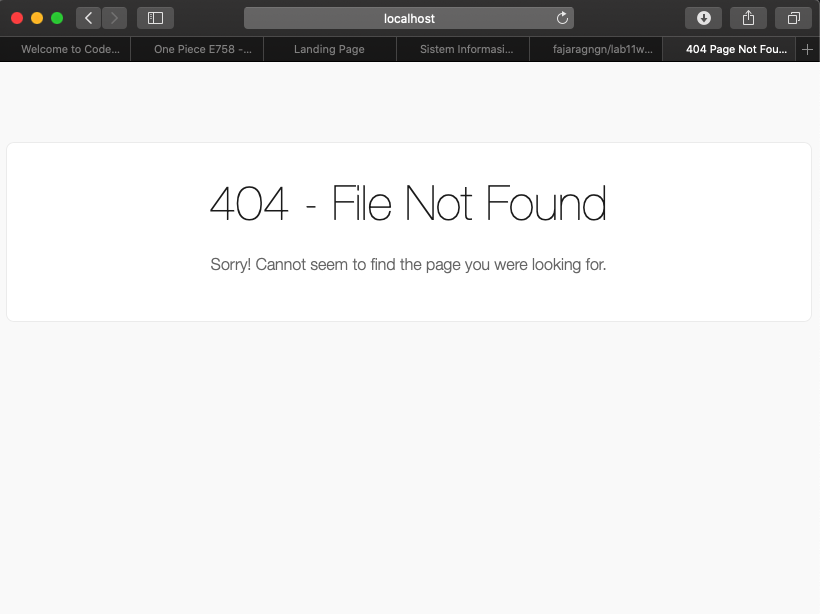 localhost
Welcome to Code...
One Piece E758 -...
Landing Page
Sistem Informasi...
fajaragngn/lab11w...
404 Page Not Fou...
404 - File Not Found
Sorry! Cannot seem to find the page you were looking for.